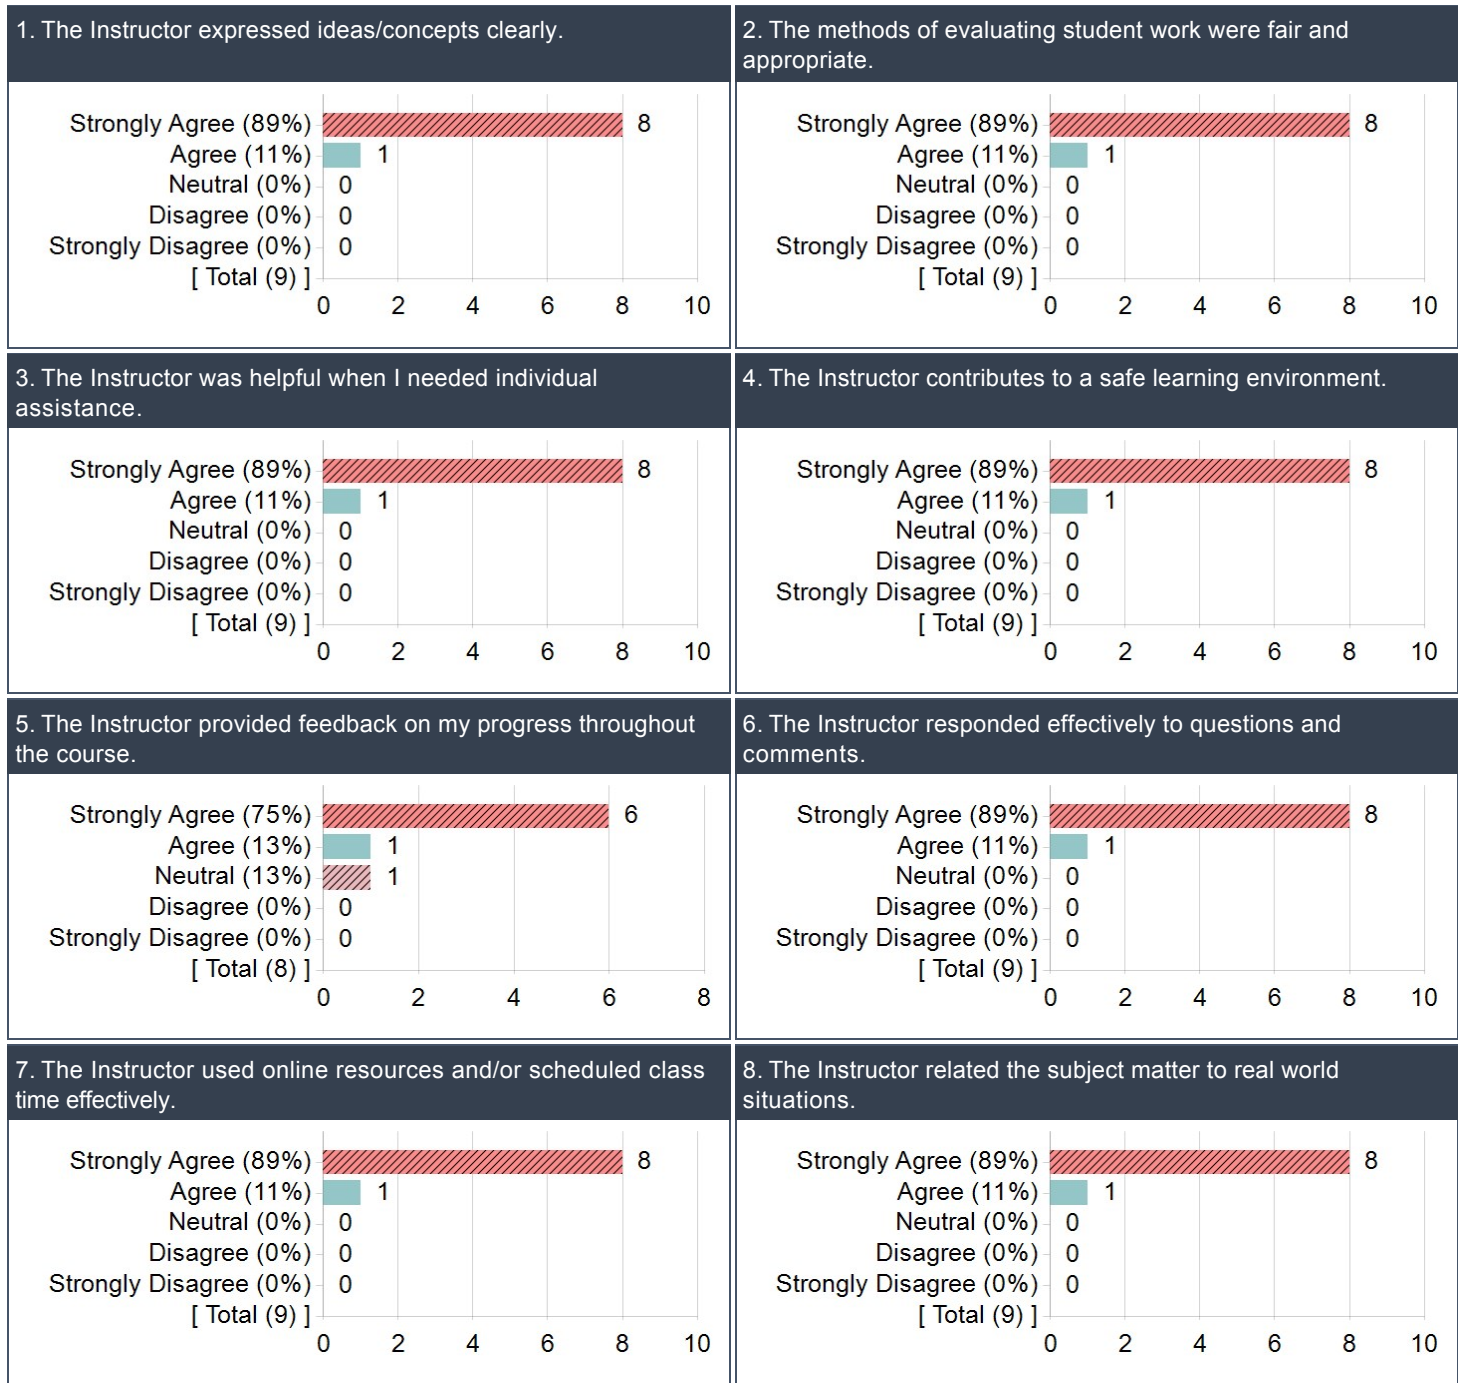 1. The Instructor expressed ideas/concepts clearly.
Strongly Agree (89%) 8
Agree (11%) 1
Neutral (0%) 0
Disagree (0%) 0
Strongly Disagree (0%) 0
[ Total (9) ]
0 2 4 6 8 10
2. The methods of evaluating student work were fair and
appropriate.
Strongly Agree (89%) 8
Agree (11%) 1
Neutral (0%) 0
Disagree (0%) 0
Strongly Disagree (0%) 0
[ Total (9) ]
0 2 4 6 8 10
3. The Instructor was helpful when I needed individual
assistance.
Strongly Agree (89%) 8
Agree (11%) 1
Neutral (0%) 0
Disagree (0%) 0
Strongly Disagree (0%) 0
[ Total (9) ]
0 2 4 6 8 10
4. The Instructor contributes to a safe learning environment.
Strongly Agree (89%) 8
Agree (11%) 1
Neutral (0%) 0
Disagree (0%) 0
Strongly Disagree (0%) 0
[ Total (9) ]
0 2 4 6 8 10
5. The Instructor provided feedback on my progress throughout
the course.
Strongly Agree (75%) 6
Agree (13%) 1
Neutral (13%) 1
Disagree (0%) 0
Strongly Disagree (0%) 0
[ Total (8) ]
0 2 4 6 8
6. The Instructor responded effectively to questions and
comments.
Strongly Agree (89%) 8
Agree (11%) 1
Neutral (0%) 0
Disagree (0%) 0
Strongly Disagree (0%) 0
[ Total (9) ]
0 2 4 6 8 10
7. The Instructor used online resources and/or scheduled class
time effectively.
Strongly Agree (89%) 8
Agree (11%) 1
Neutral (0%) 0
Disagree (0%) 0
Strongly Disagree (0%) 0
[ Total (9) ]
0 2 4 6 8 10
8. The Instructor related the subject matter to real world
situations.
Strongly Agree (89%) 8
Agree (11%) 1
Neutral (0%) 0
Disagree (0%) 0
Strongly Disagree (0%) 0
[ Total (9) ]
0 2 4 6 8 10